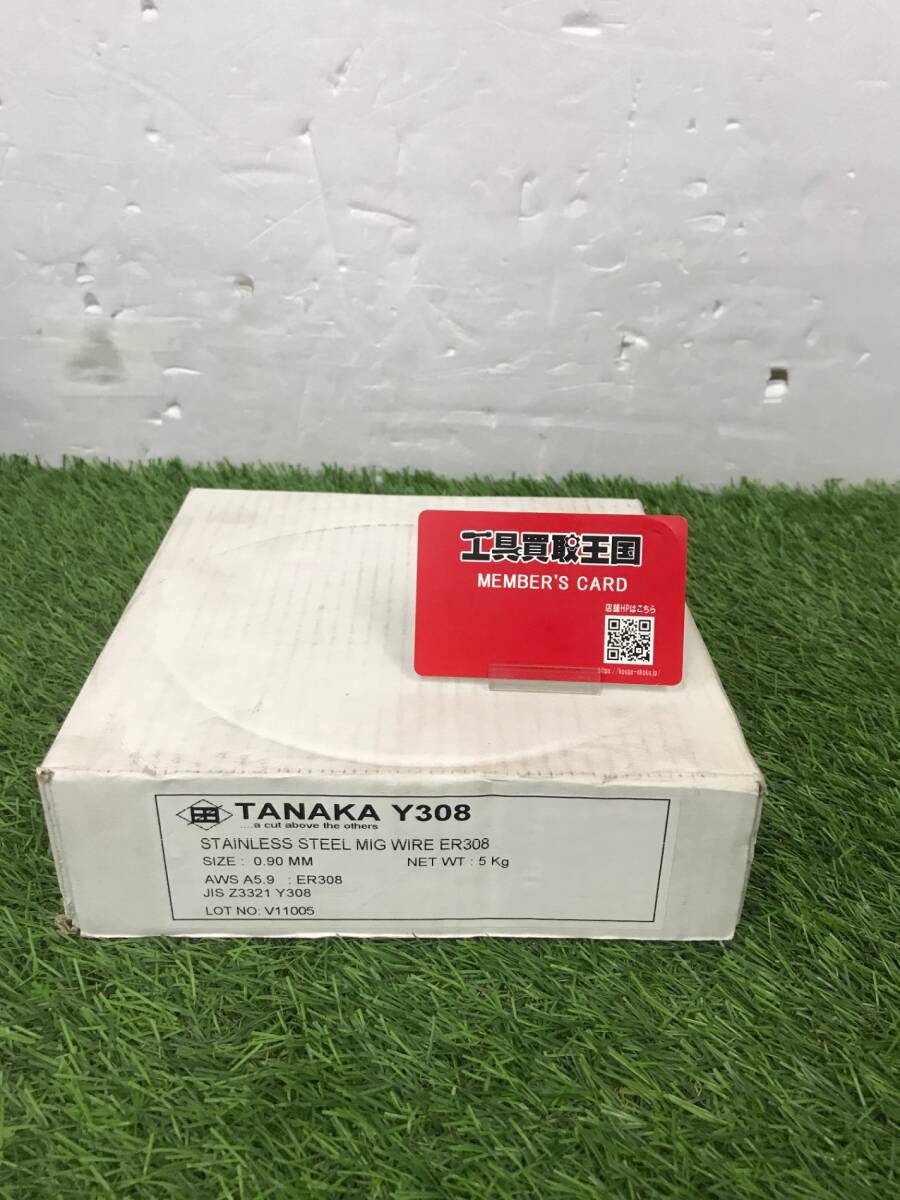 工具買取王国
MEMBER'S CARD
店舗HPはこちら
TANAKA Y308
....a cut above the others
STAINLESS STEEL MIG WIRE ER308
SIZE : 0.90 MM NET WT : 5 Kg
AWS A5.9 : ER308
JIS Z3321 Y308
LOT NO: V11005